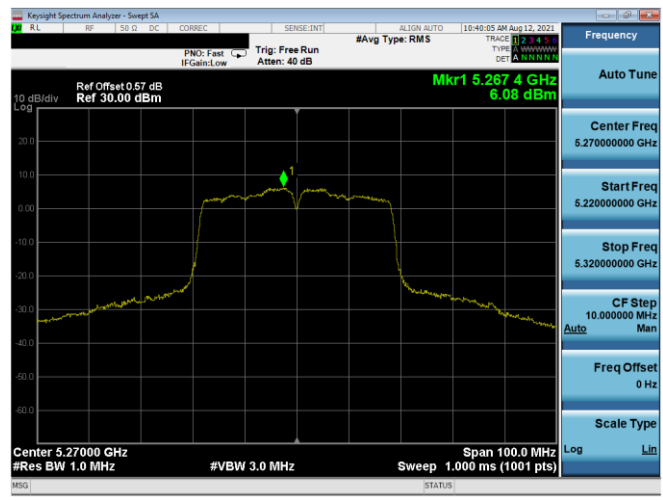 Keysight Spectrum Analyzer - Swept SA
RL RF 50 Ω DC CORREC SENSE:INT ALIGN AUTO 10:40:05 AM Aug 12, 2021
PNO: Fast
IFGain:Low
Trig: Free Run
Atten: 40 dB
#Avg Type: RMS
TRACE 1 2 3 4 5 6
TYPE A WWWWW
DET A N N N N N
Mkr1 5.267 4 GHz
6.08 dBm
Ref Offset 0.57 dB
Ref 30.00 dBm
10 dB/div
Log
20.0
10.0
0.00
-10.0
-20.0
-30.0
-40.0
-50.0
-60.0
1
Center 5.27000 GHz
#Res BW 1.0 MHz
#VBW 3.0 MHz
Span 100.0 MHz
Sweep 1.000 ms (1001 pts)
MSG
STATUS
Frequency
Auto Tune
Center Freq
5.270000000 GHz
Start Freq
5.220000000 GHz
Stop Freq
5.320000000 GHz
CF Step
10.000000 MHz
Auto Man
Freq Offset
0 Hz
Scale Type
Log Lin